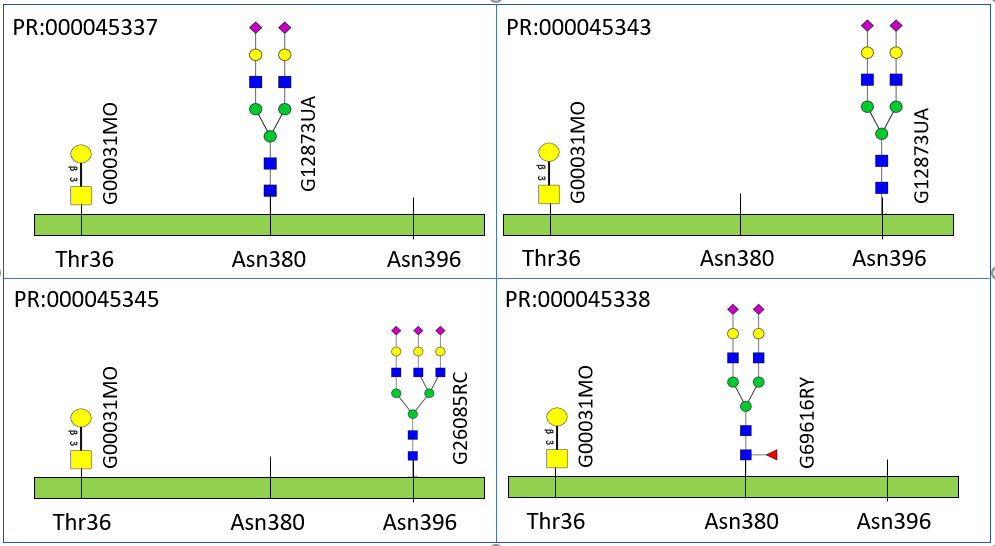 PR:000045337
G00031MO
β 3
G12873UA
Thr36
Asn380
Asn396
PR:000045343
G00031MO
β 3
G12873UA
Thr36
Asn380
Asn396
PR:000045345
G00031MO
β 3
G26085RC
Thr36
Asn380
Asn396
PR:000045338
G00031MO
β 3
G69616RY
Thr36
Asn380
Asn396